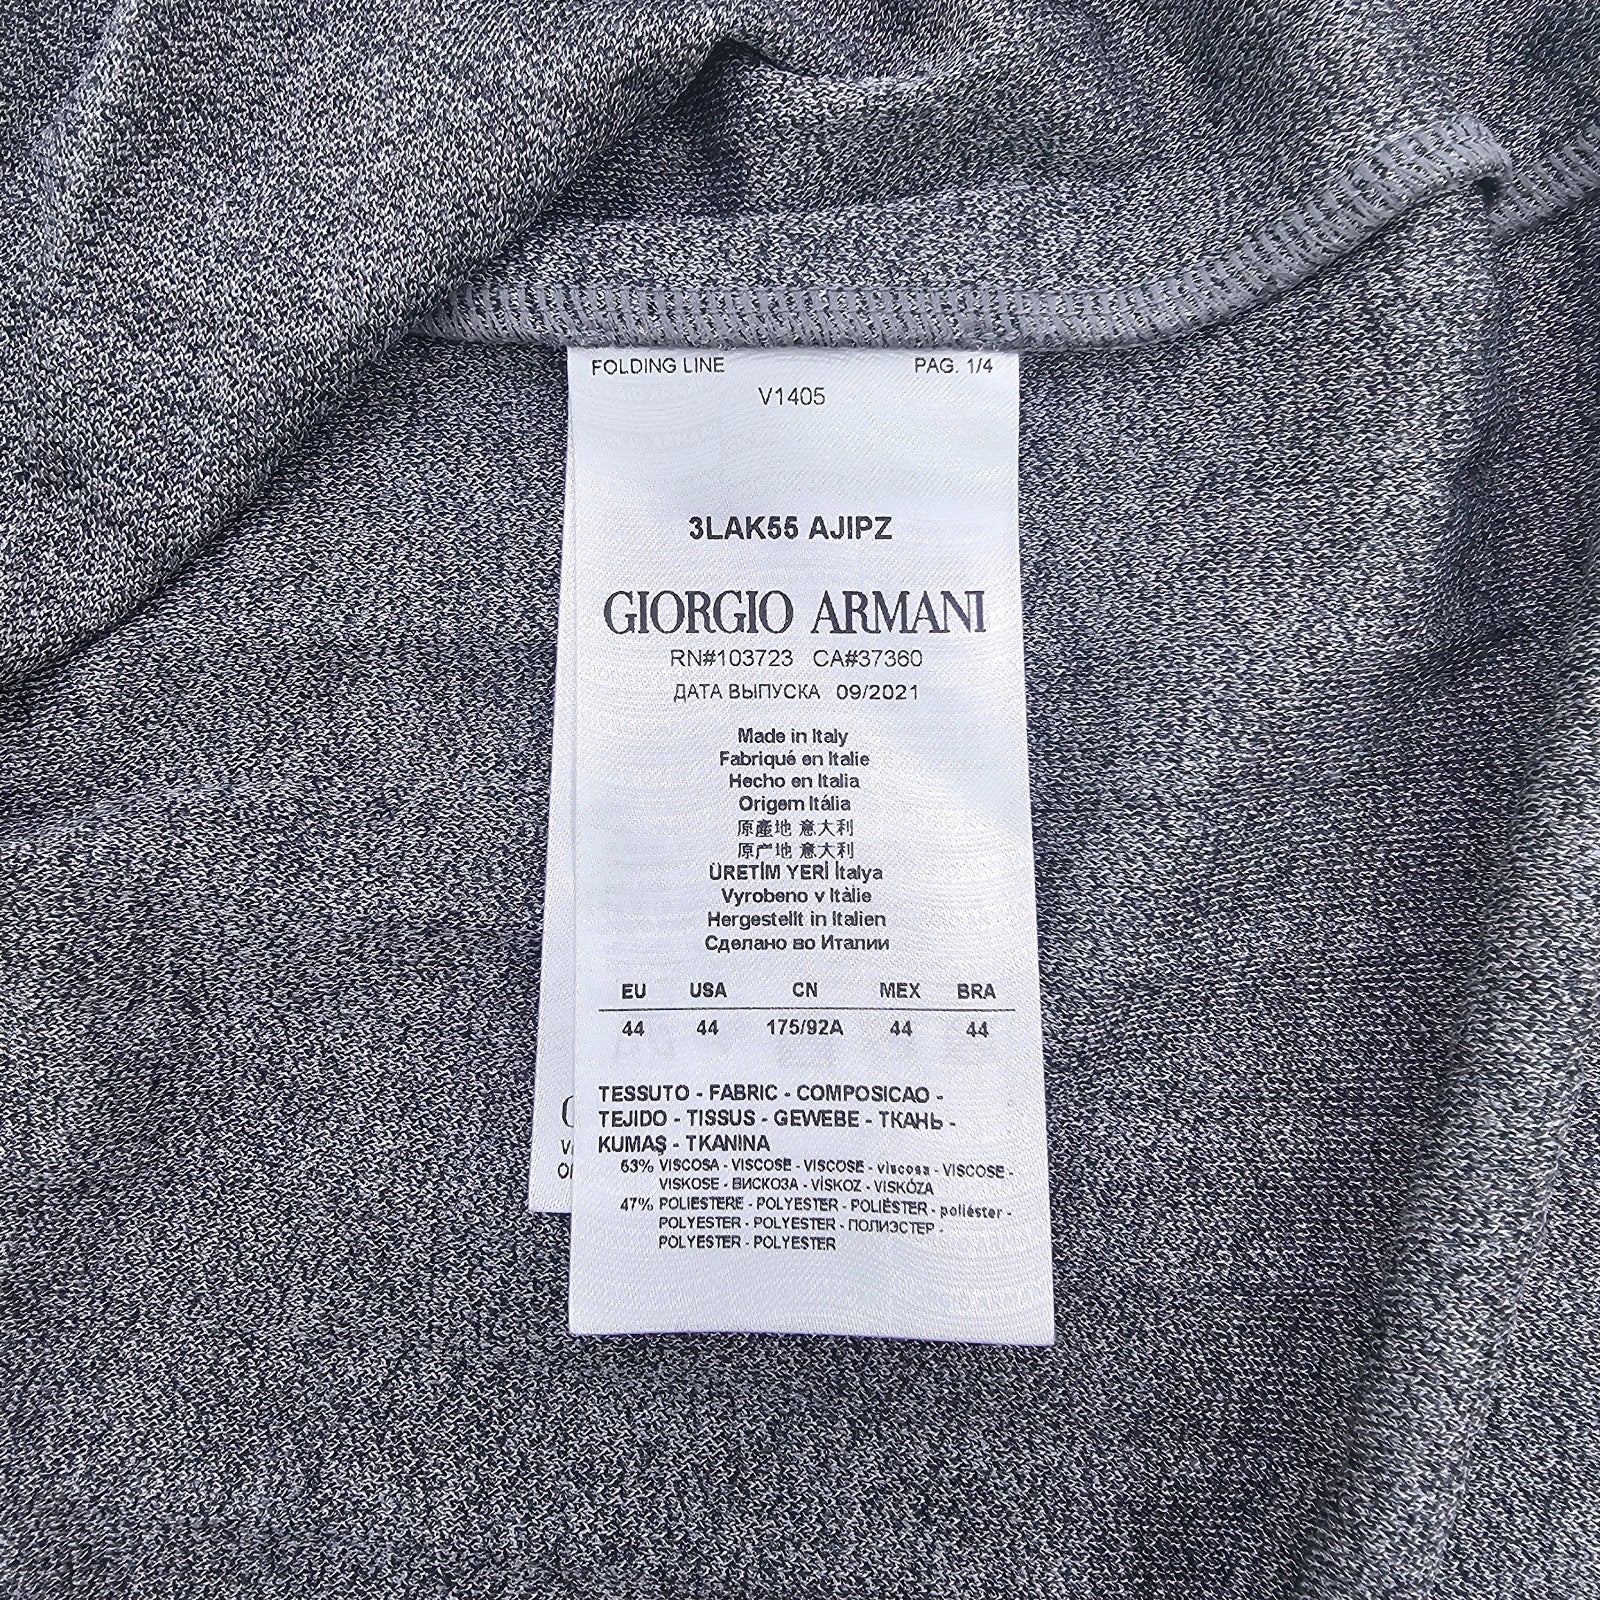 FOLDING LINE PAG. 1/4
V1405
3LAK55 AJIPZ
GIORGIO ARMANI
RN#103723 CA#37360
ДАТА ВЫПУСКА 09/2021
Made in Italy
Fabriqué en Italie
Hecho en Italia
Origem Itália
原產地 意大利
原产地 意大利
ÜRETİM YERİ İtalya
Vyrobeno v Itàlie
Hergestellt in Italien
Сделано во Италии
EU USA CN MEX BRA
44 44 175/92A 44 44
TESSUTO - FABRIC - COMPOSICAO -
TEJIDO - TISSUS - GEWEBE - ТКАНЬ -
KUMAŞ - TKANINA
53% VISCOSA - VISCOSE - VISCOSE - viscosa - VISCOSE -
VISKOSE - ВИСКОЗА - VİSKOZ - VISKÓZA
47% POLIESTERE - POLYESTER - POLIÉSTER - poliéster -
POLYESTER - POLYESTER - ПОЛИЭСТЕР -
POLYESTER - POLYESTER